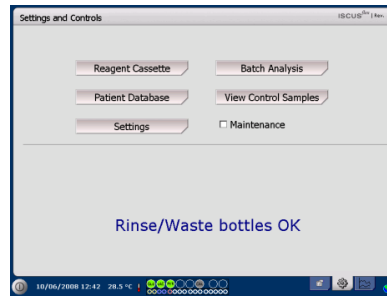 Settings and Controls
ISCUS
Reagent Cassette
Batch Analysis
Patient Database
View Control Samples
Settings
Maintenance
Rinse/Waste bottles OK
10/06/2008 12:42 28.5 °C